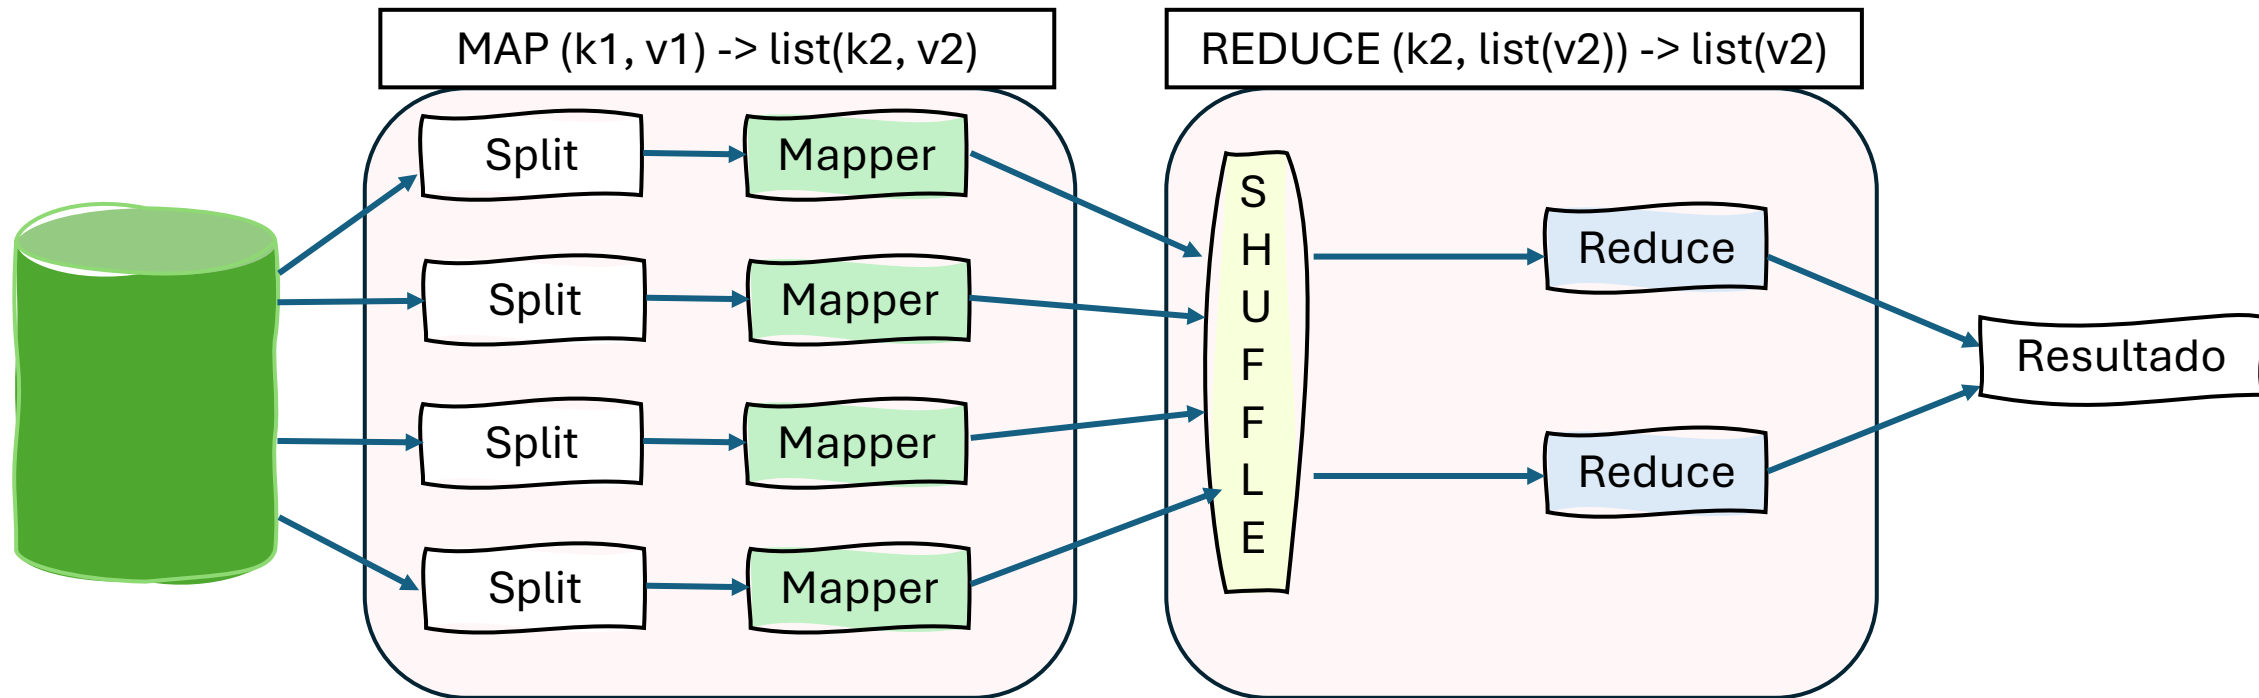 MAP (k1, v1) -> list(k2, v2)
REDUCE (k2, list(v2)) -> list(v2)
Split
Mapper
Split
Mapper
Split
Mapper
Split
Mapper
S
H
U
F
F
L
E
Reduce
Reduce
Resultado